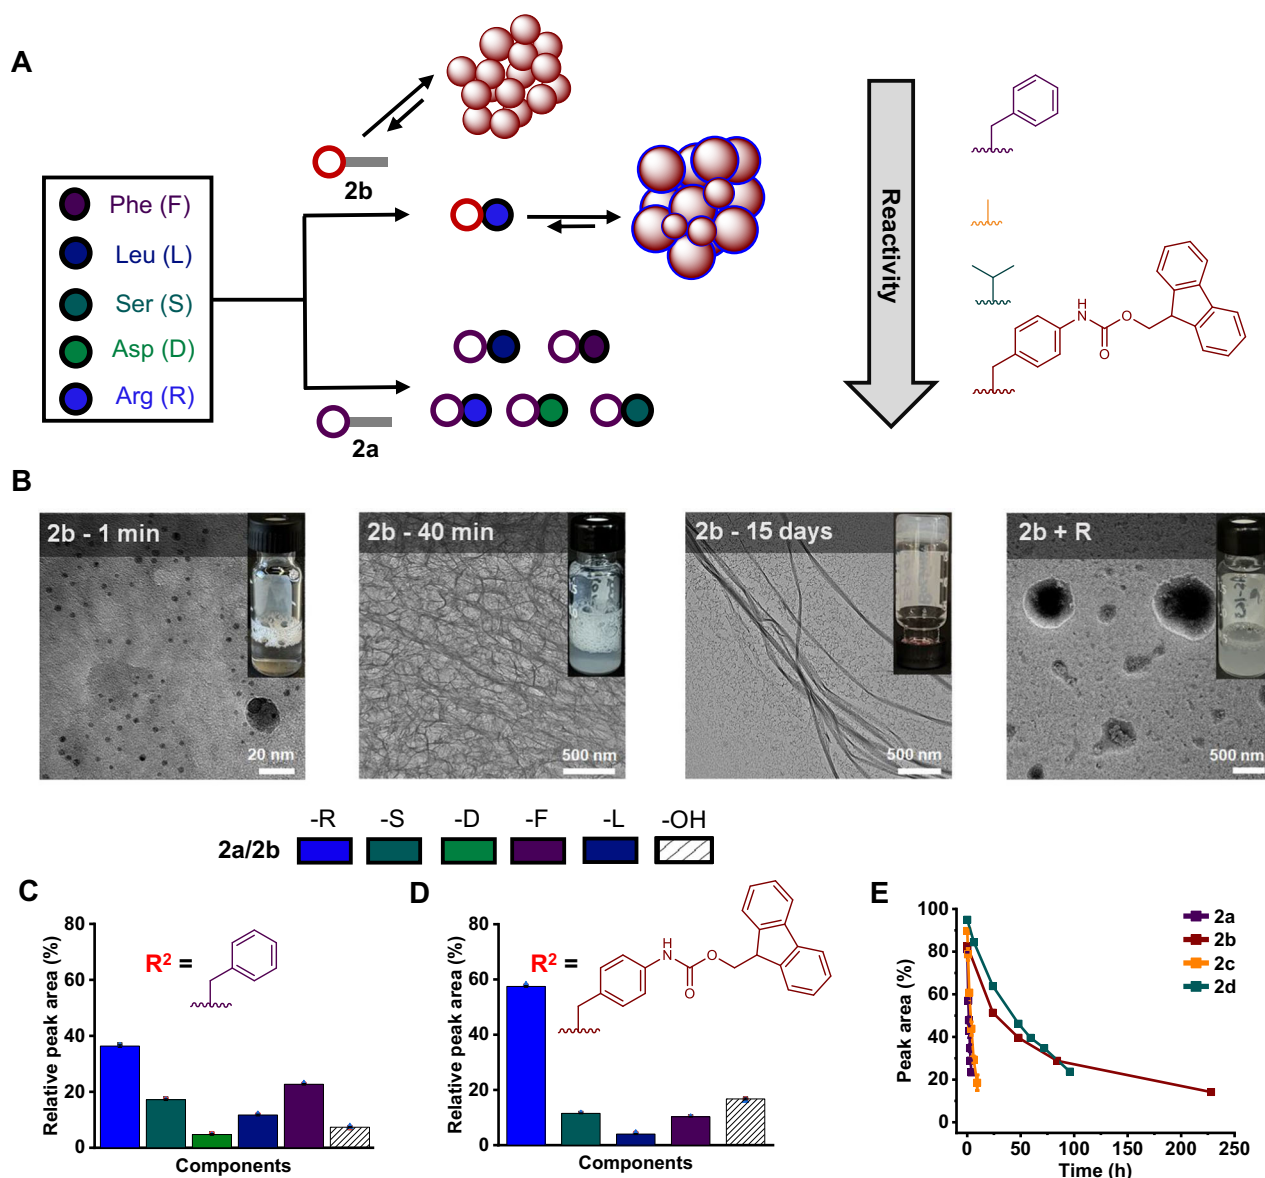 A
2b
Phe (F)
Leu (L)
Ser (S)
Asp (D)
Arg (R)
2a
Reactivity
H
N
O
O
B
2b - 1 min
20 nm
2b - 40 min
500 nm
2b - 15 days
500 nm
2b + R
500 nm
-R -S -D -F -L -OH
2a/2b
C
Relative peak area (%)
80
60
40
20
0
R² =
Components
D
Relative peak area (%)
80
60
40
20
0
R² =
H
N
O
O
Components
E
Peak area (%)
100
80
60
40
20
0
2a
2b
2c
2d
0 50 100 150 200 250
Time (h)